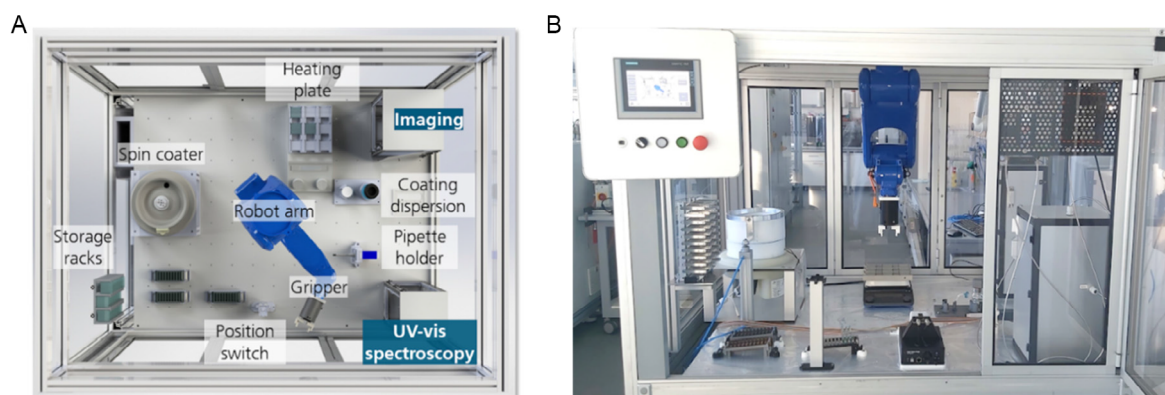 A
B
Heating
plate
Imaging
Spin coater
Robot arm
Coating
dispersion
Storage
racks
Pipette
holder
Gripper
Position
switch
UV-vis
spectroscopy
SIEMENS